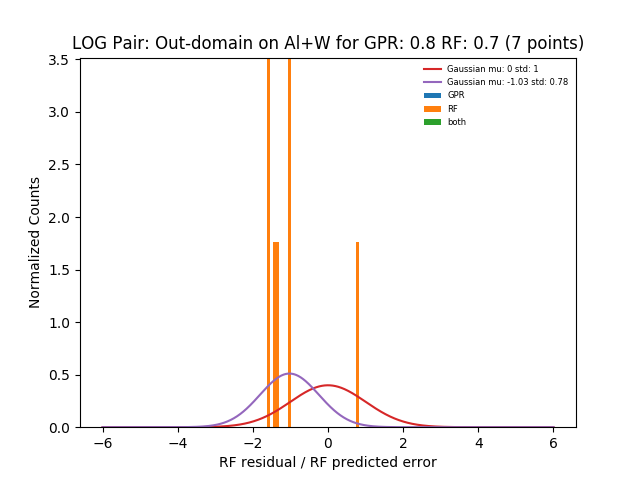 LOG Pair: Out-domain on Al+W for GPR: 0.8 RF: 0.7 (7 points)
Gaussian mu: 0 std: 1
Gaussian mu: -1.03 std: 0.78
GPR
RF
both
Normalized Counts
3.5
3.0
2.5
2.0
1.5
1.0
0.5
0.0
−6 −4 −2 0 2 4 6
RF residual / RF predicted error